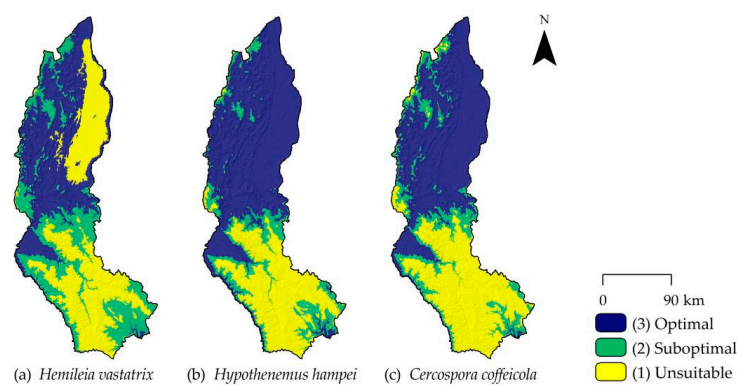 N
0 90 km
(3) Optimal
(2) Suboptimal
(1) Unsuitable
(a) Hemileia vastatrix (b) Hypothenemus hampei (c) Cercospora coffeicola